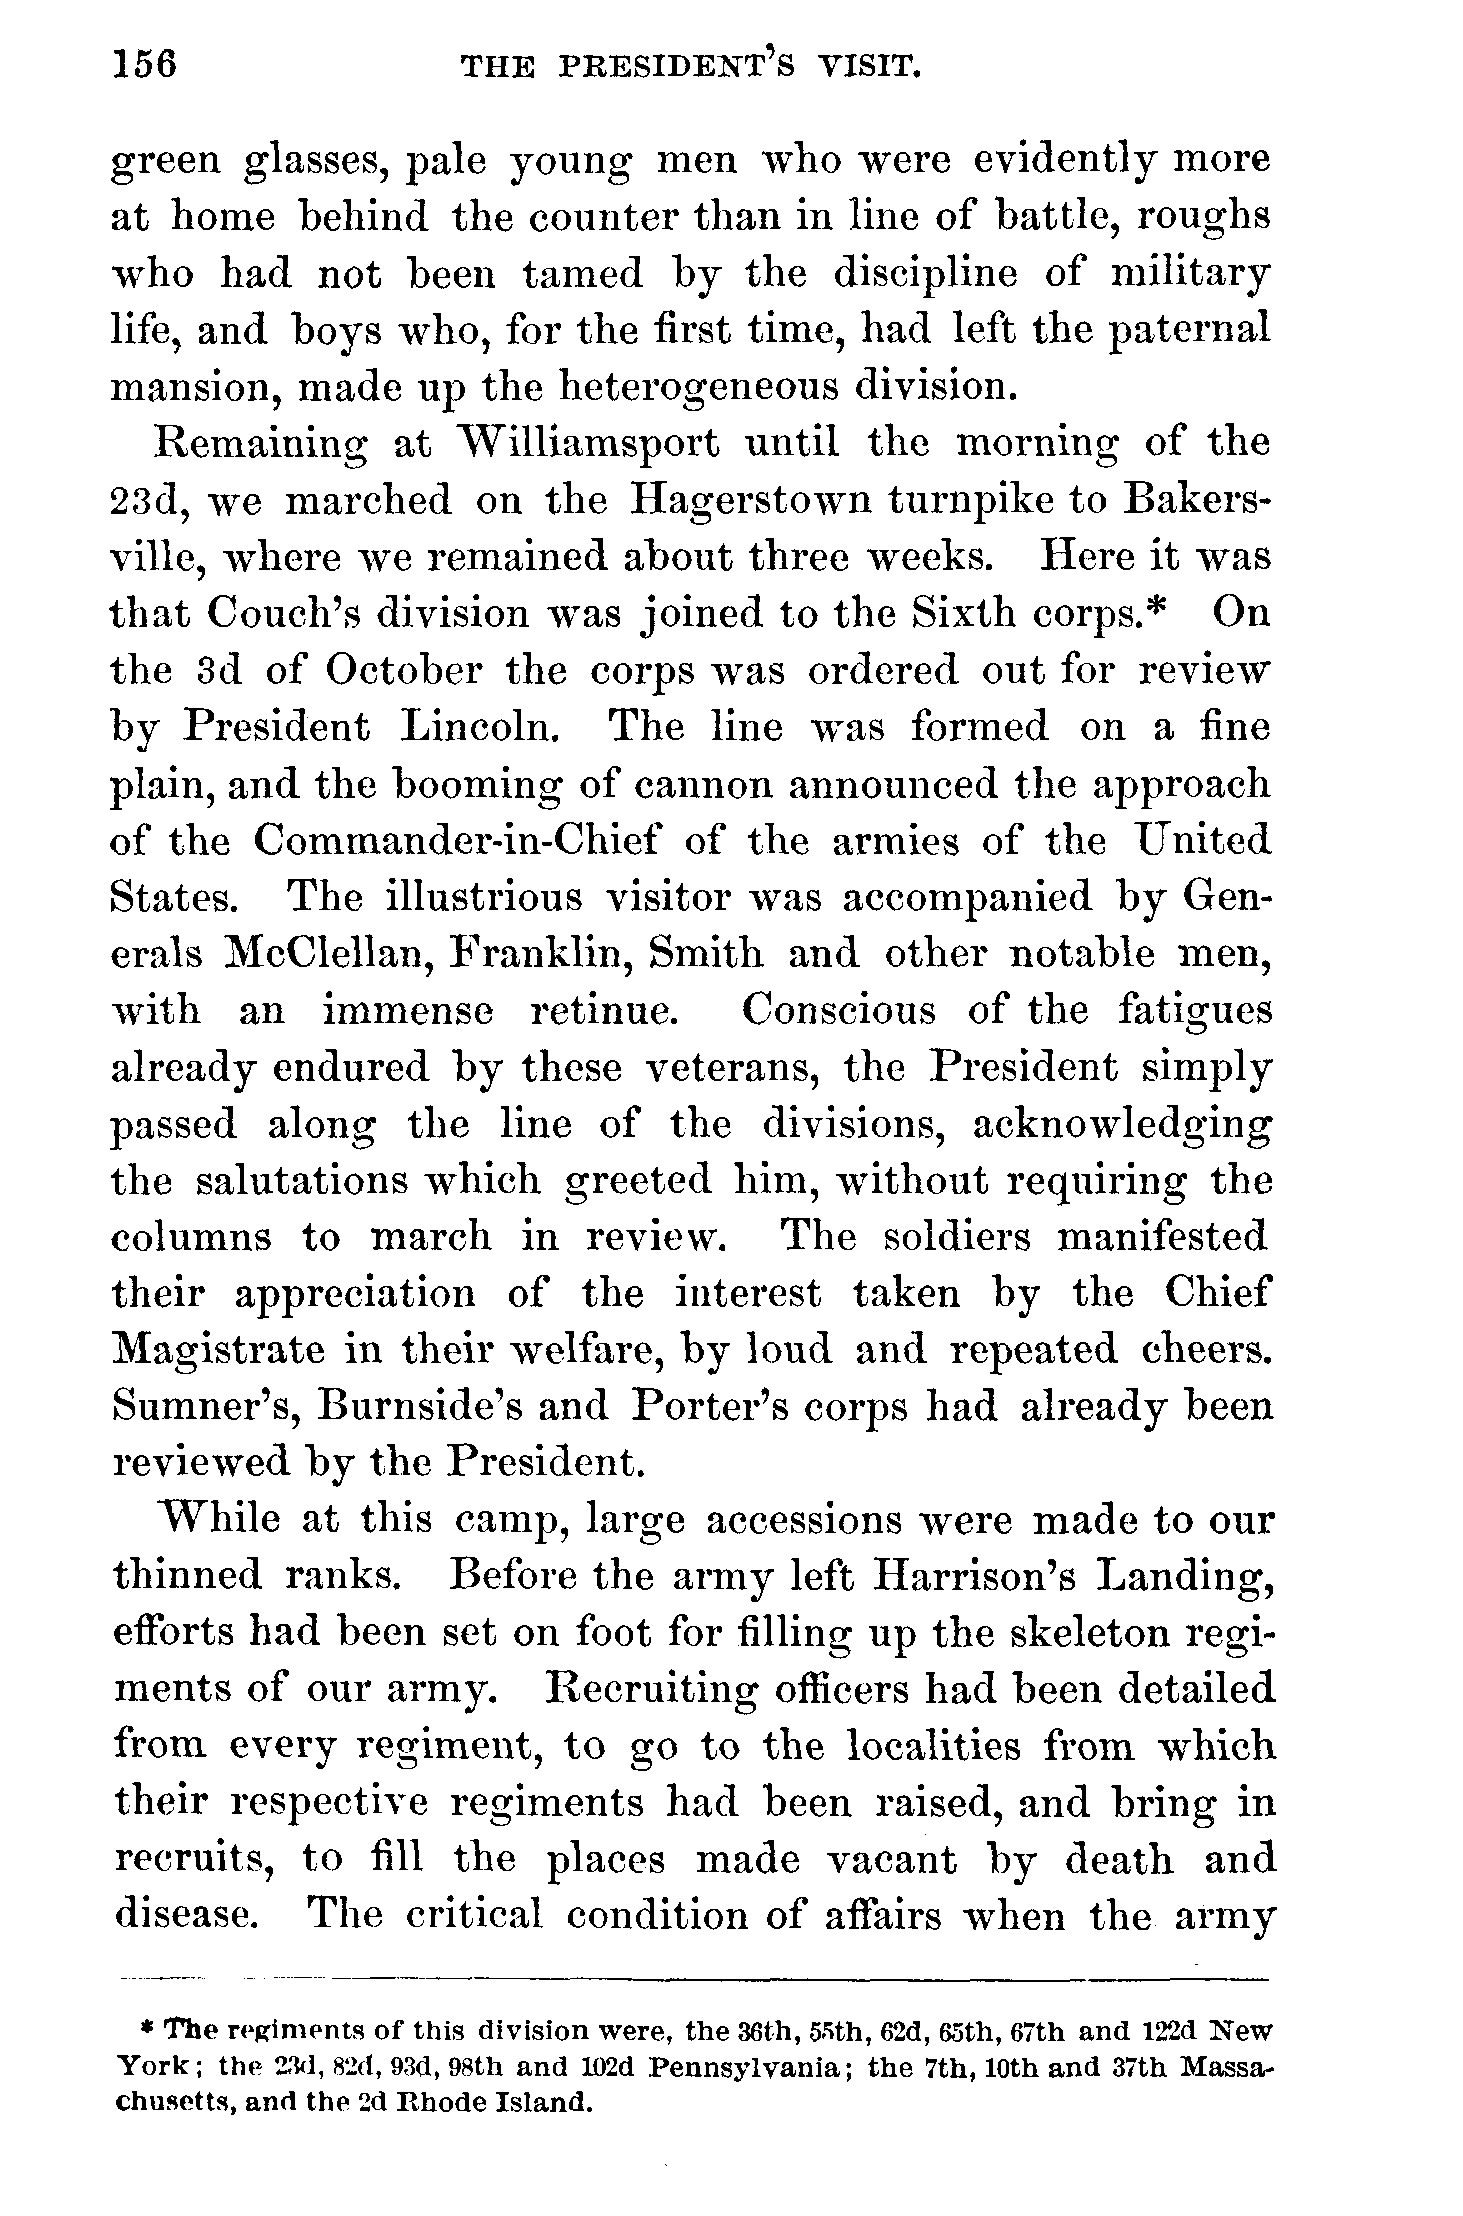 156 THE PRESIDENT'S VISIT.
green glasses, pale young men who were evidently more
at home behind the counter than in line of battle, roughs
who had not been tamed by the discipline of military
life, and boys who, for the first time, had left the paternal
mansion, made up the heterogeneous division.
Remaining at Williamsport until the morning of the
23d, we marched on the Hagerstown turnpike to Bakers-
ville, where we remained about three weeks. Here it was
that Couch's division was joined to the Sixth corps.* On
the 3d of October the corps was ordered out for review
by President Lincoln. The line was formed on a fine
plain, and the booming of cannon announced the approach
of the Commander-in-Chief of the armies of the United
States. The illustrious visitor was accompanied by Gen-
erals McClellan, Franklin, Smith and other notable men,
with an immense retinue. Conscious of the fatigues
already endured by these veterans, the President simply
passed along the line of the divisions, acknowledging
the salutations which greeted him, without requiring the
columns to march in review. The soldiers manifested
their appreciation of the interest taken by the Chief
Magistrate in their welfare, by loud and repeated cheers.
Sumner's, Burnside's and Porter's corps had already been
reviewed by the President.
While at this camp, large accessions were made to our
thinned ranks. Before the army left Harrison's Landing,
efforts had been set on foot for filling up the skeleton regi-
ments of our army. Recruiting officers had been detailed
from every regiment, to go to the localities from which
their respective regiments had been raised, and bring in
recruits, to fill the places made vacant by death and
disease. The critical condition of affairs when the army
* The regiments of this division were, the 36th, 55th, 62d, 65th, 67th and 122d New
York; the 23d, 82d, 93d, 98th and 102d Pennsylvania; the 7th, 10th and 37th Massa-
chusetts, and the 2d Rhode Island.